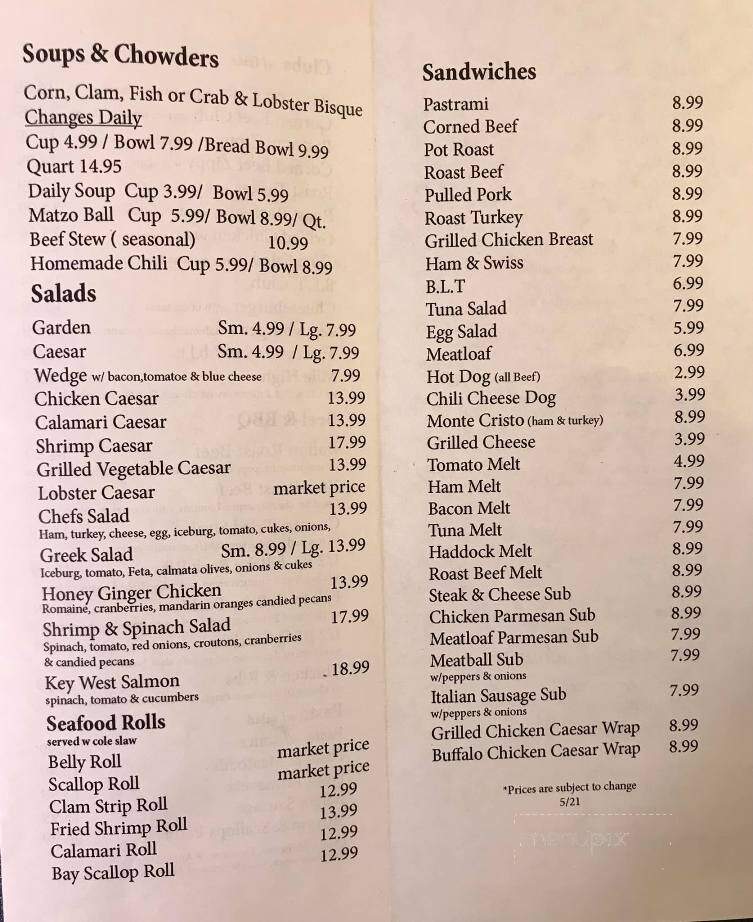 Soups & Chowders
Corn, Clam, Fish or Crab & Lobster Bisque
Changes Daily
Cup 4.99 / Bowl 7.99 /Bread Bowl 9.99
Quart 14.95
Daily Soup Cup 3.99/ Bowl 5.99
Matzo Ball Cup 5.99/ Bowl 8.99/ Qt.
Beef Stew ( seasonal) 10.99
Homemade Chili Cup 5.99/ Bowl 8.99
Salads
Garden Sm. 4.99 / Lg. 7.99
Caesar Sm. 4.99 / Lg. 7.99
Wedge w/ bacon,tomatoe & blue cheese 7.99
Chicken Caesar 13.99
Calamari Caesar 13.99
Shrimp Caesar 17.99
Grilled Vegetable Caesar 13.99
Lobster Caesar market price
Chefs Salad 13.99
Ham, turkey, cheese, egg, iceburg, tomato, cukes, onions,
Greek Salad Sm. 8.99 / Lg. 13.99
Iceburg, tomato, Feta, calmata olives, onions & cukes
Honey Ginger Chicken 13.99
Romaine, cranberries, mandarin oranges candied pecans
Shrimp & Spinach Salad 17.99
Spinach, tomato, red onions, croutons, cranberries
& candied pecans
Key West Salmon 18.99
spinach, tomato & cucumbers
Seafood Rolls
served w cole slaw
Belly Roll market price
Scallop Roll market price
Clam Strip Roll 12.99
Fried Shrimp Roll 13.99
Calamari Roll 12.99
Bay Scallop Roll 12.99
Sandwiches
Pastrami 8.99
Corned Beef 8.99
Pot Roast 8.99
Roast Beef 8.99
Pulled Pork 8.99
Roast Turkey 8.99
Grilled Chicken Breast 7.99
Ham & Swiss 7.99
B.L.T 6.99
Tuna Salad 7.99
Egg Salad 5.99
Meatloaf 6.99
Hot Dog (all Beef) 2.99
Chili Cheese Dog 3.99
Monte Cristo (ham & turkey) 8.99
Grilled Cheese 3.99
Tomato Melt 4.99
Ham Melt 7.99
Bacon Melt 7.99
Tuna Melt 7.99
Haddock Melt 8.99
Roast Beef Melt 8.99
Steak & Cheese Sub 8.99
Chicken Parmesan Sub 8.99
Meatloaf Parmesan Sub 7.99
Meatball Sub 7.99
w/peppers & onions
Italian Sausage Sub 7.99
w/peppers & onions
Grilled Chicken Caesar Wrap 8.99
Buffalo Chicken Caesar Wrap 8.99
*Prices are subject to change
5/21
menupix